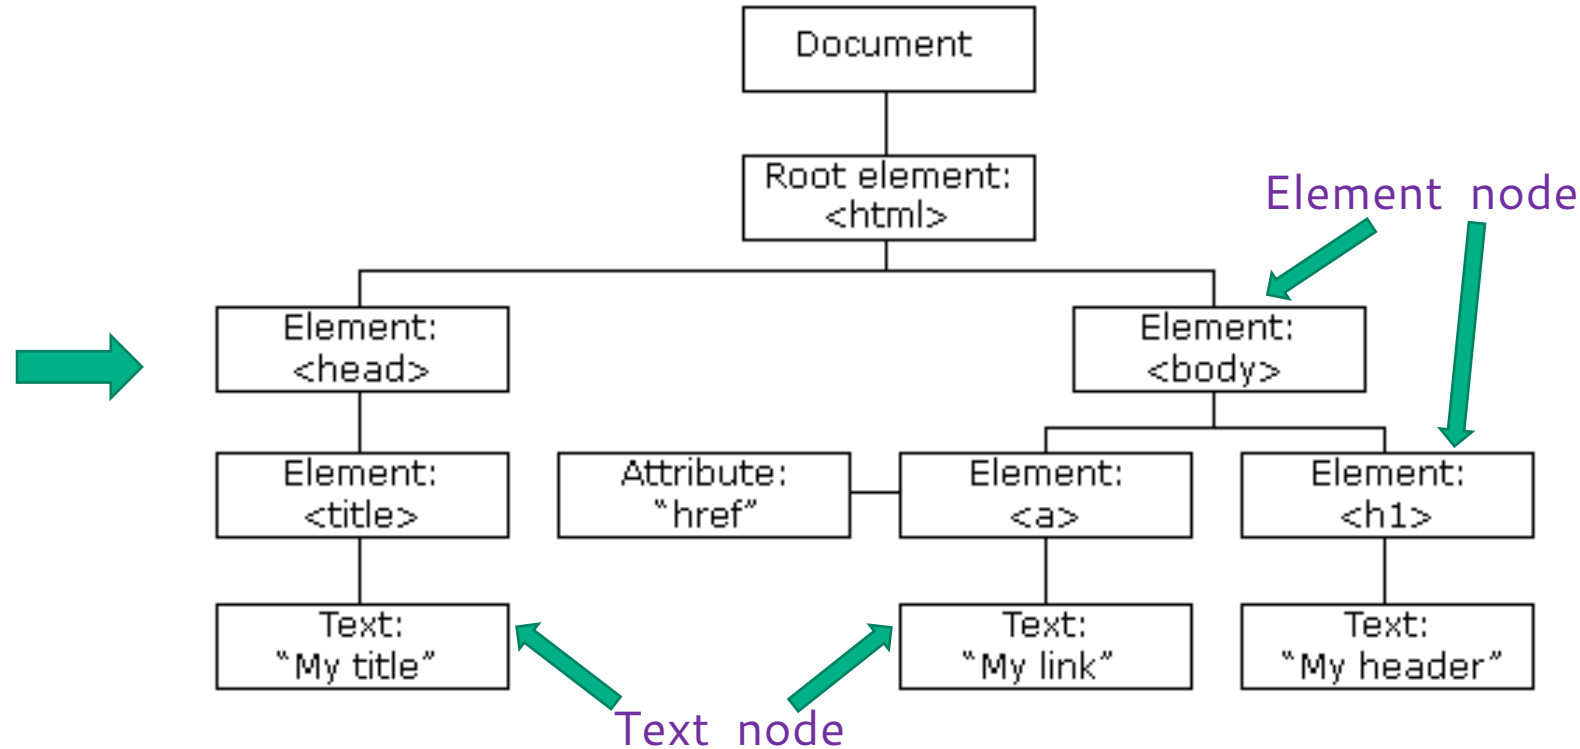 Document
Root element:
<html>
Element node
Element:
<head>
Element:
<body>
Element:
<title>
Attribute:
“href”
Element:
<a>
Element:
<h1>
Text:
“My title”
Text:
“My link”
Text:
“My header”
Text node